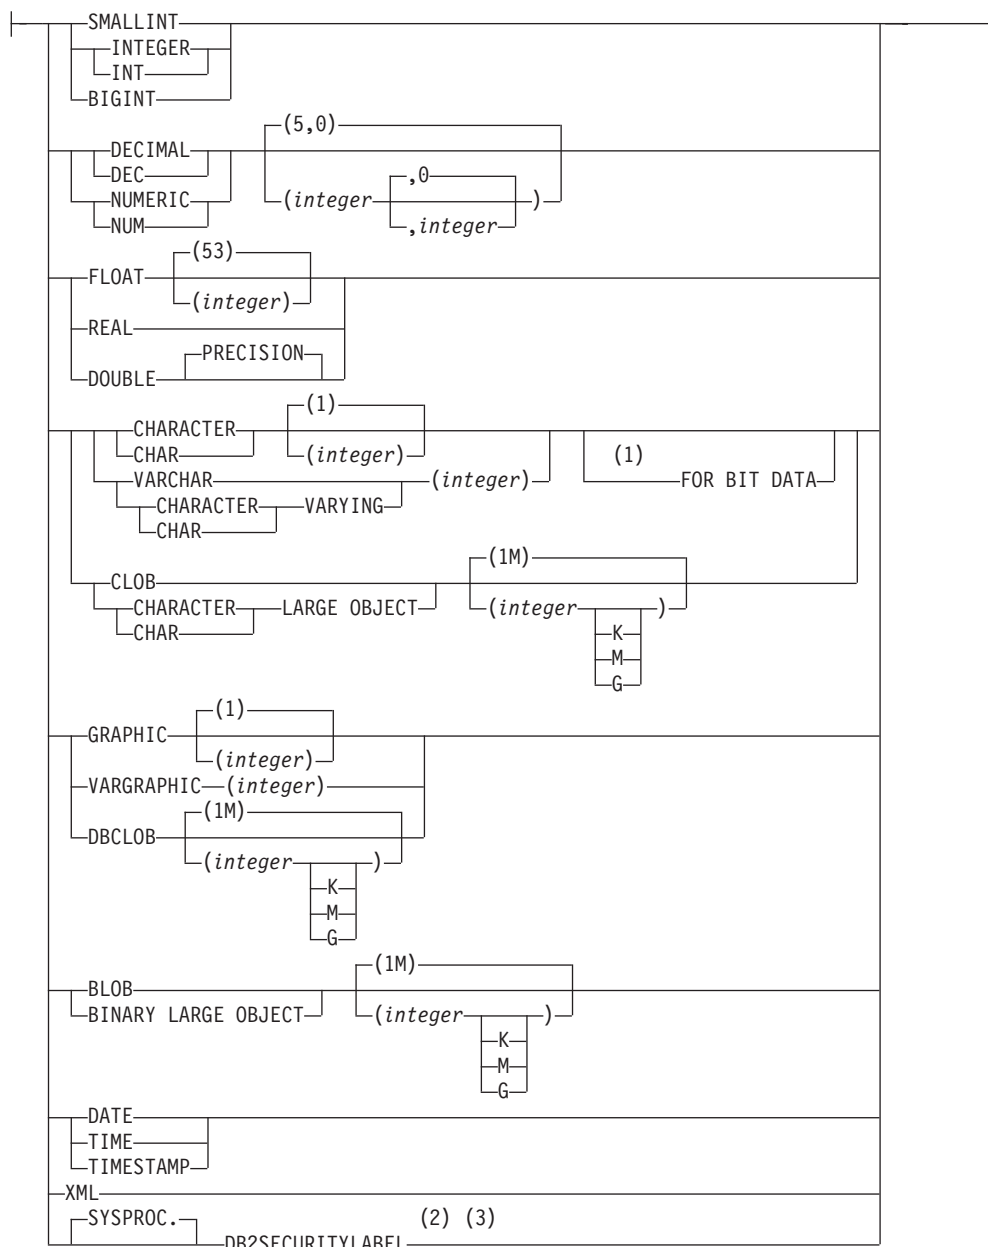 SMALLINT
INTEGER
INT
BIGINT
(5,0)
DECIMAL
DEC
,0
NUMERIC
(integer )
NUM
,integer
(53)
FLOAT
(integer)
REAL
PRECISION
DOUBLE
(1)
CHARACTER
CHAR
(integer)
(1)
VARCHAR
(integer)
FOR BIT DATA
CHARACTER VARYING
CHAR
(1M)
CLOB
CHARACTER LARGE OBJECT
(integer )
CHAR
K
M
G
(1)
GRAPHIC
(integer)
VARGRAPHIC (integer)
(1M)
DBCLOB
(integer )
K
M
G
(1M)
BLOB
BINARY LARGE OBJECT
(integer )
K
M
G
DATE
TIME
TIMESTAMP
XML
SYSPROC.
(2) (3)
DB2SECURITYLABEL